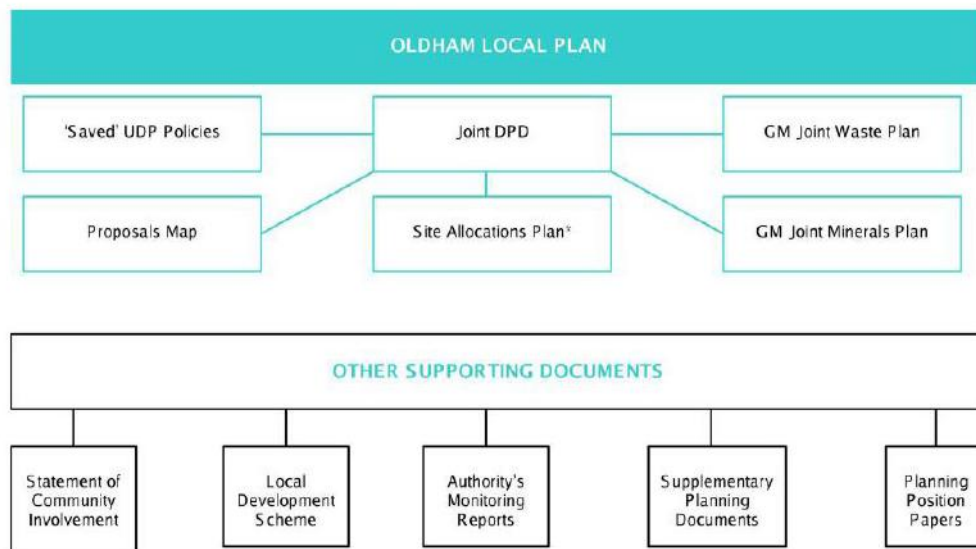 OLDHAM LOCAL PLAN
'Saved' UDP Policies
Joint DPD
GM Joint Waste Plan
Proposals Map
Site Allocations Plan*
GM Joint Minerals Plan
OTHER SUPPORTING DOCUMENTS
Statement of
Community
Involvement
Local
Development
Scheme
Authority's
Monitoring
Reports
Supplementary
Planning
Documents
Planning
Position
Papers